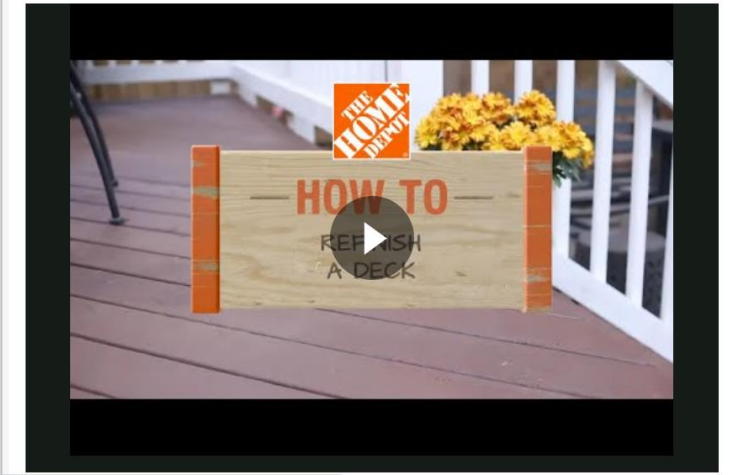 THE
HOME
DEPOT
HOW TO
REFINISH
A DECK